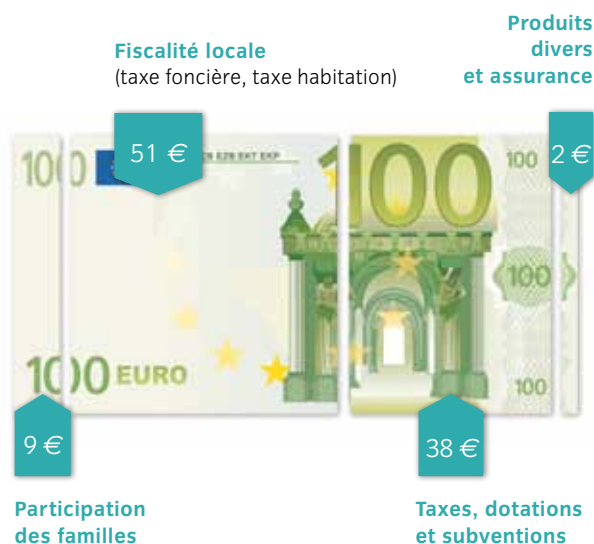 Fiscalité locale
(taxe foncière, taxe habitation)
Produits
divers
et assurance
51 €
2 €
100
100
100
100
100 EURO
100
9 €
38 €
Participation
des familles
Taxes, dotations
et subventions